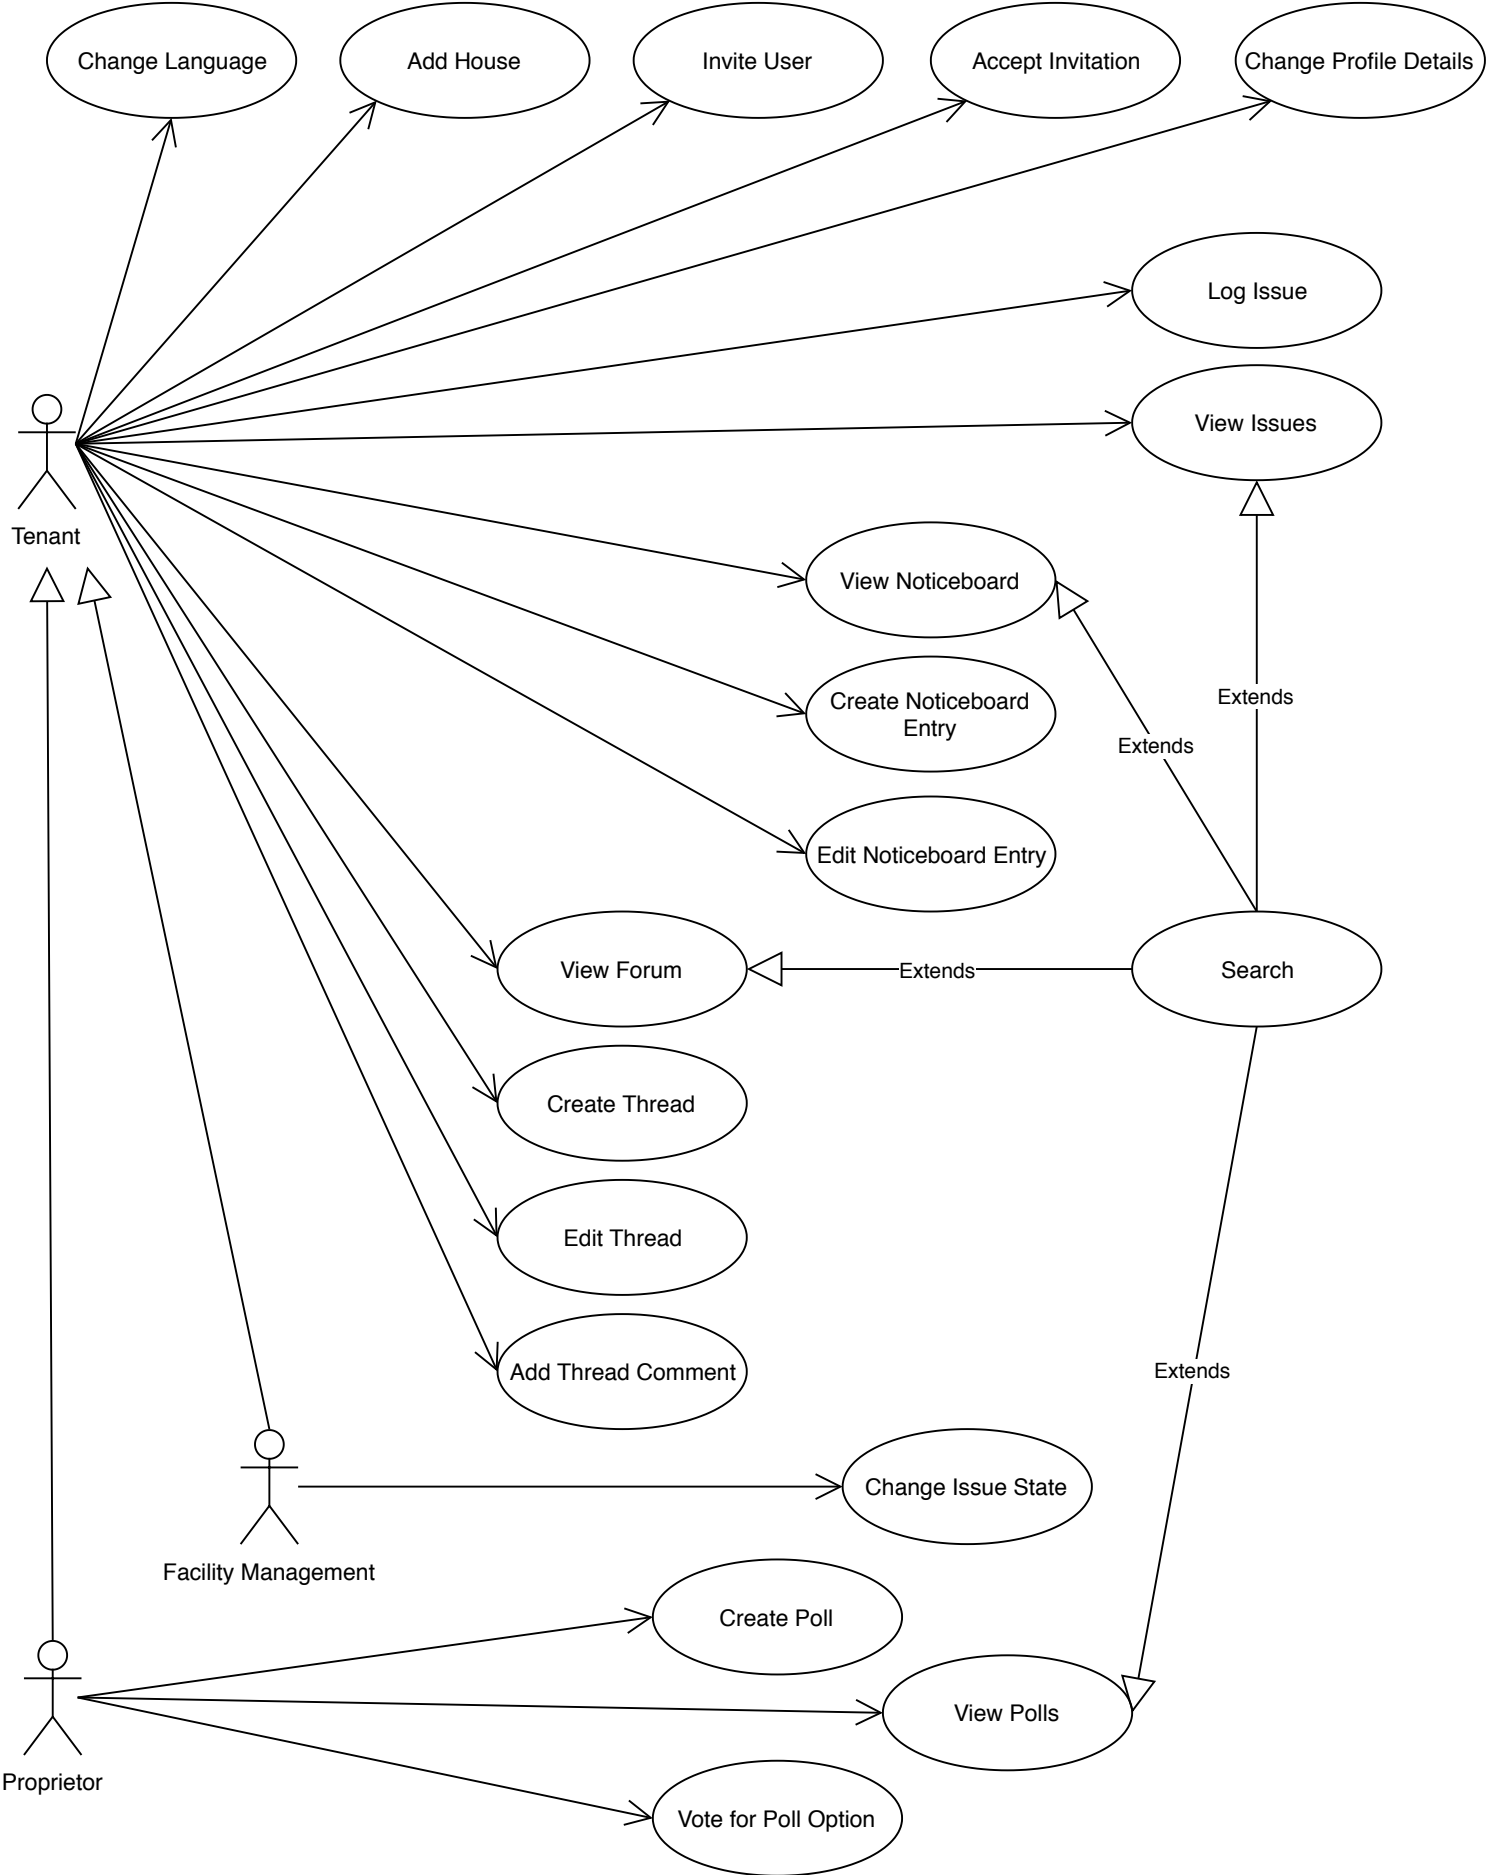 Change Language
Add House
Invite User
Accept Invitation
Change Profile Details
Log Issue
View Issues
Tenant
View Noticeboard
Extends
Create Noticeboard
Entry
Extends
Edit Noticeboard Entry
View Forum
Extends
Search
Create Thread
Edit Thread
Add Thread Comment
Extends
Change Issue State
Facility Management
Create Poll
View Polls
Proprietor
Vote for Poll Option